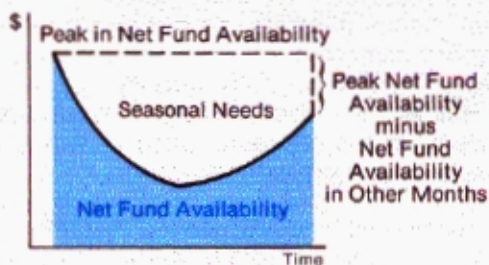 $
Peak in Net Fund Availability
Seasonal Needs
Peak Net Fund
Availability
minus
Net Fund
Availability
in Other Months
Net Fund Availability
Time